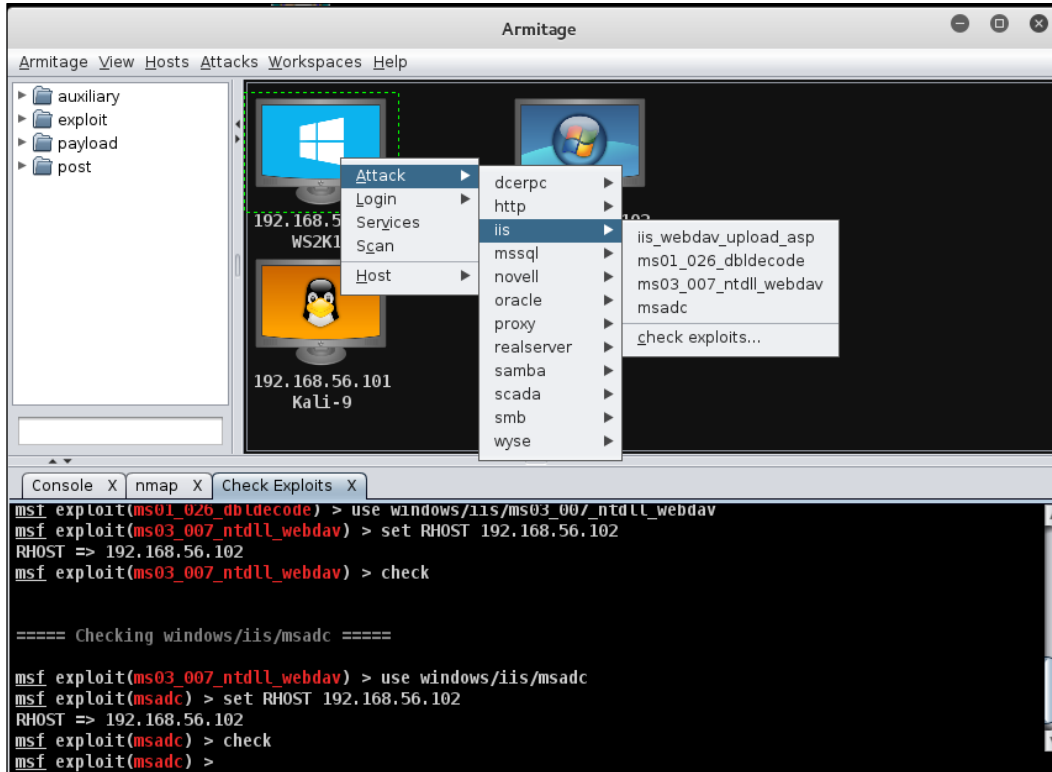 Armitage
Armitage View Hosts Attacks Workspaces Help
auxiliary
exploit
payload
post
192.168.5
WS2K1
102
192.168.56.101
Kali-9
Attack
Login
Services
Scan
Host
dcerpc
http
iis
mssql
novell
oracle
proxy
realserver
samba
scada
smb
wyse
iis_webdav_upload_asp
ms01_026_dbldecode
ms03_007_ntdll_webdav
msadc
check exploits...
Console X nmap X Check Exploits X
msf exploit(ms01_026_dbldecode) > use windows/iis/ms03_007_ntdll_webdav
msf exploit(ms03_007_ntdll_webdav) > set RHOST 192.168.56.102
RHOST => 192.168.56.102
msf exploit(ms03_007_ntdll_webdav) > check
===== Checking windows/iis/msadc =====
msf exploit(ms03_007_ntdll_webdav) > use windows/iis/msadc
msf exploit(msadc) > set RHOST 192.168.56.102
RHOST => 192.168.56.102
msf exploit(msadc) > check
msf exploit(msadc) >